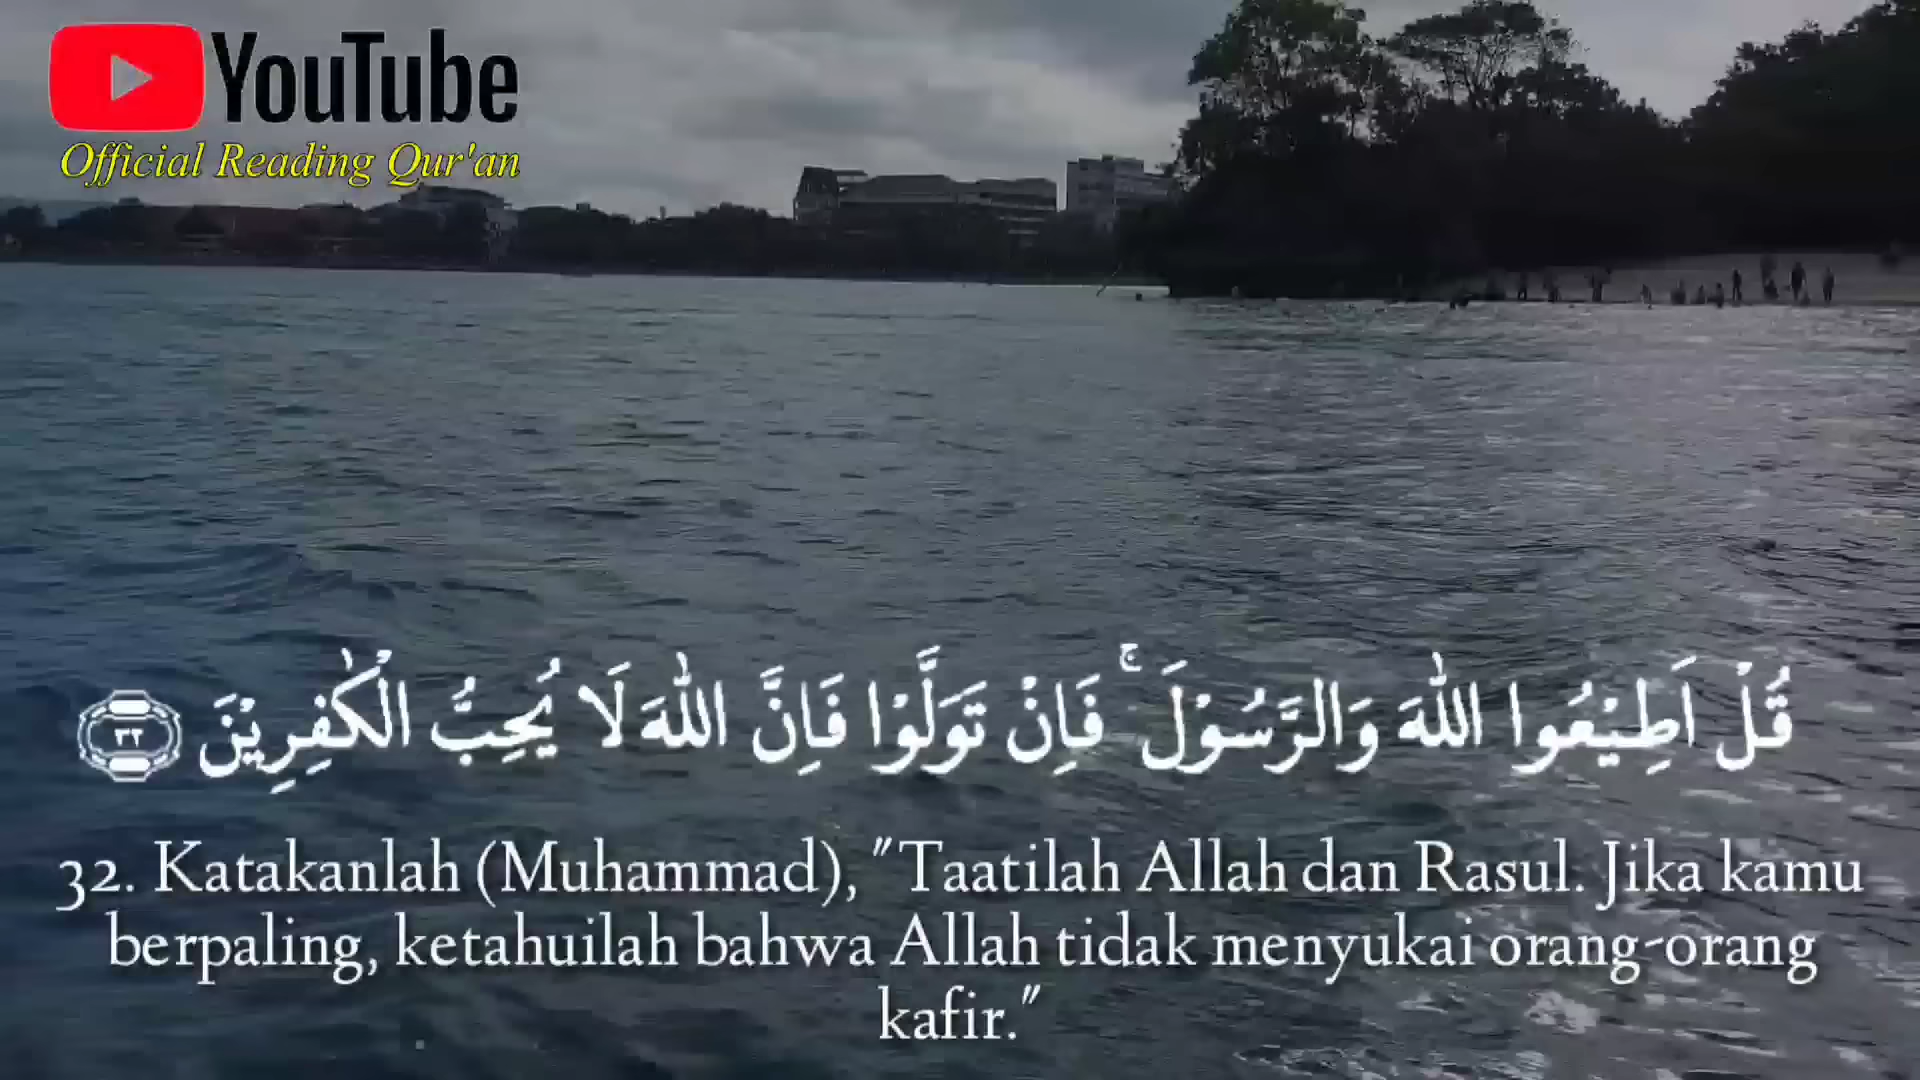 YouTube
Official Reading Qur'an
قُلْ اَطِيْعُوا اللّٰهَ وَالرَّسُوْلَ ۚ فَاِنْ تَوَلَّوْا فَاِنَّ اللّٰهَ لَا يُحِبُّ الْكٰفِرِيْنَ ٣٢
32. Katakanlah (Muhammad), "Taatilah Allah dan Rasul. Jika kamu
berpaling, ketahuilah bahwa Allah tidak menyukai orang-orang
kafir."